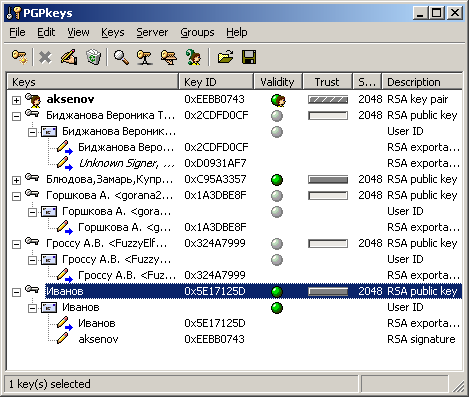 PGPkeys
File Edit View Keys Server Groups Help
Keys Key ID Validity Trust S... Description
aksenov 0xEEBB0743 2048 RSA key pair
Биджанова Вероника Т... 0x2CDFD0CF 2048 RSA public key
Биджанова Вероник... User ID
Биджанова Веро... 0x2CDFD0CF RSA exporta...
Unknown Signer, ... 0xD0931AF7 RSA exporta...
Блюдова,Замарь,Купр... 0xC95A3357 2048 RSA public key
Горшкова А. <gorana2... 0x1A3DBE8F 2048 RSA public key
Горшкова А. <gora... User ID
Горшкова А. <g... 0x1A3DBE8F RSA exporta...
Гроссу А.В. <FuzzyElf... 0x324A7999 2048 RSA public key
Гроссу А.В. <Fuzzy... User ID
Гроссу А.В. <Fuz... 0x324A7999 RSA exporta...
Иванов 0x5E17125D 2048 RSA public key
Иванов User ID
Иванов 0x5E17125D RSA exporta...
aksenov 0xEEBB0743 RSA signature
1 key(s) selected